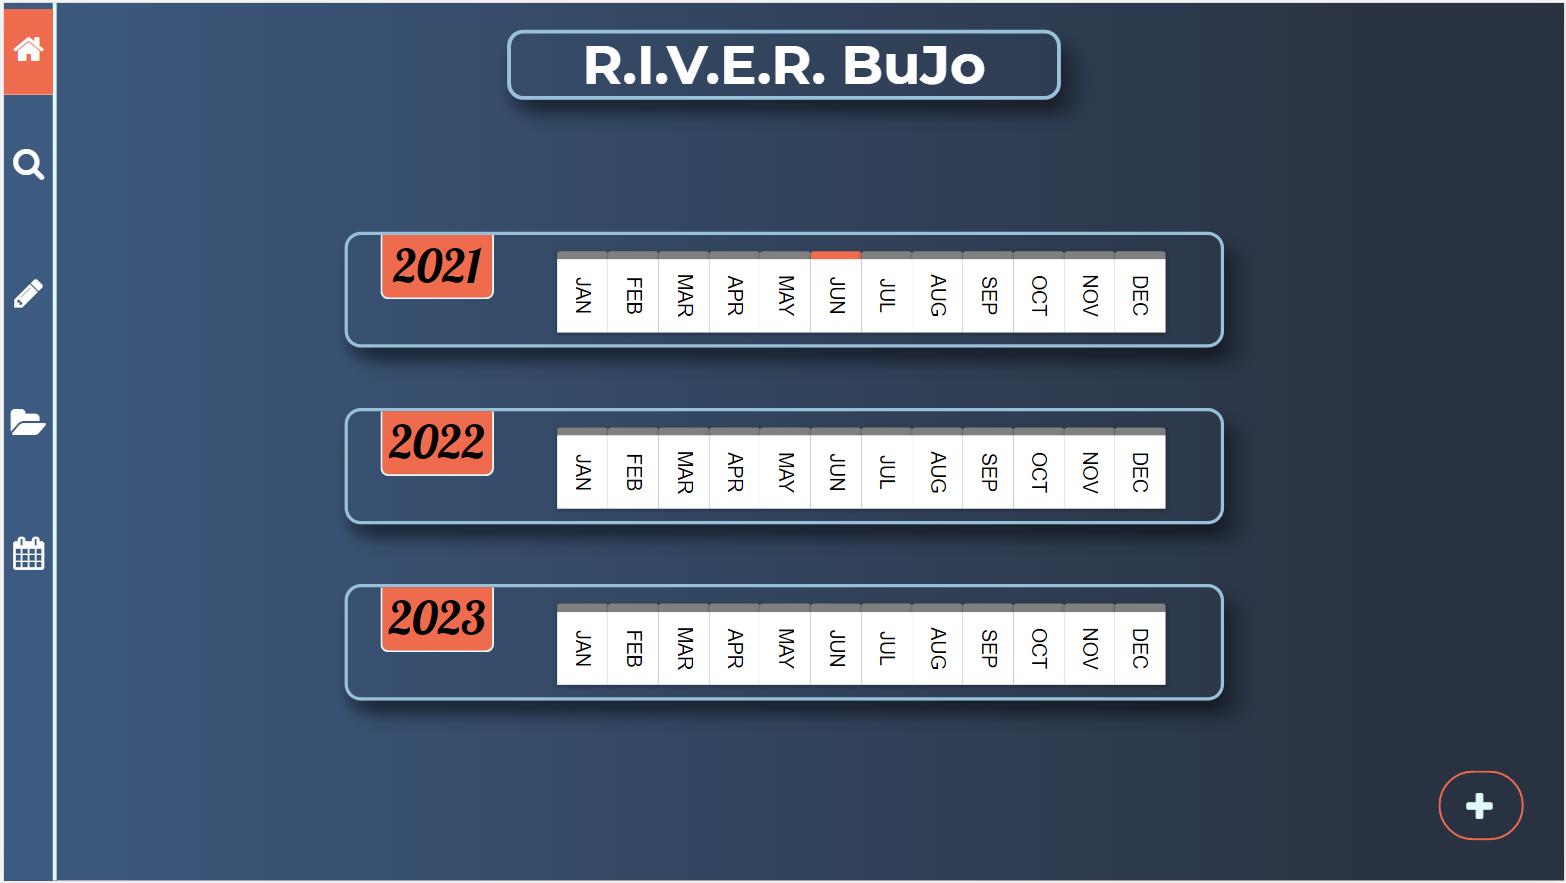 R.I.V.E.R. BuJo
2021
JAN FEB MAR APR MAY JUN JUL AUG SEP OCT NOV DEC
2022
JAN FEB MAR APR MAY JUN JUL AUG SEP OCT NOV DEC
2023
JAN FEB MAR APR MAY JUN JUL AUG SEP OCT NOV DEC